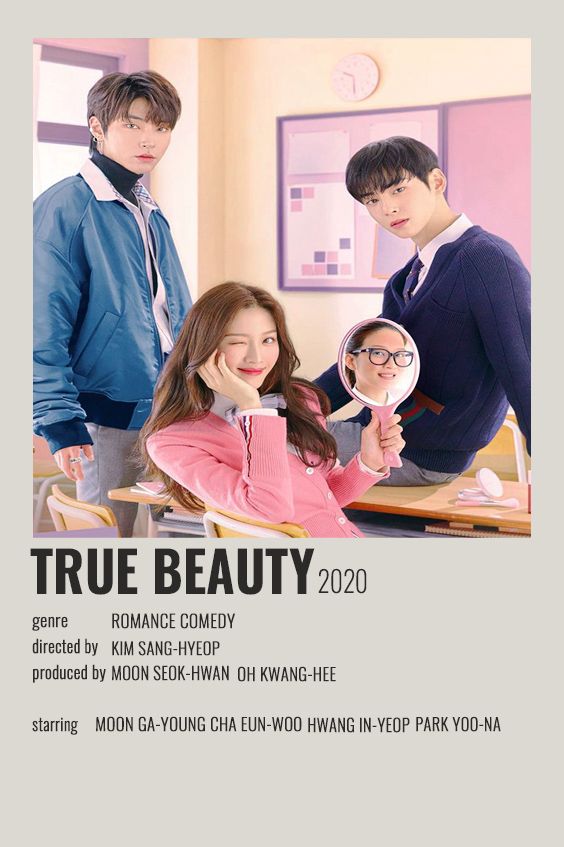 TRUE BEAUTY 2020
genre ROMANCE COMEDY
directed by KIM SANG-HYEOP
produced by MOON SEOK-HWAN OH KWANG-HEE
starring MOON GA-YOUNG CHA EUN-WOO HWANG IN-YEOP PARK YOO-NA